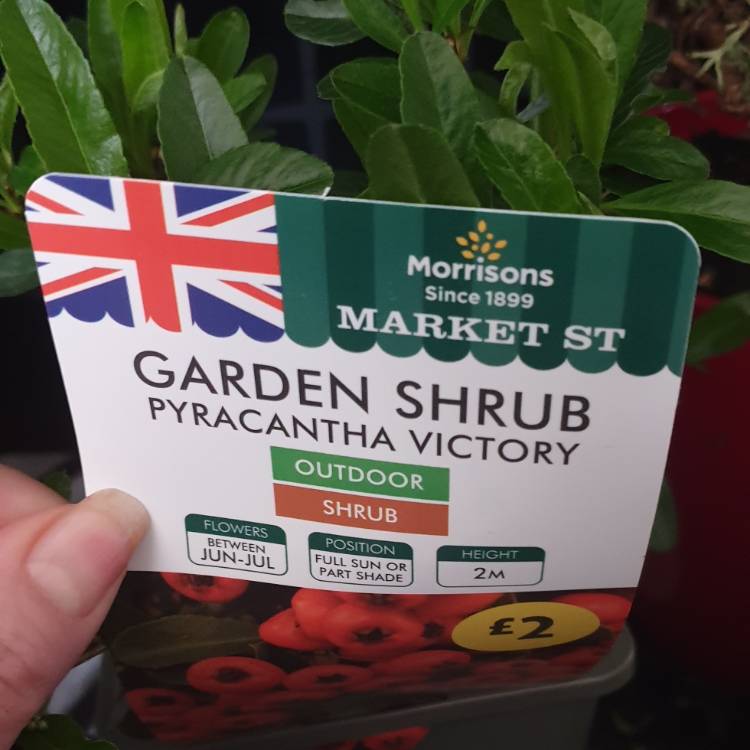 Morrisons
Since 1899
MARKET ST
GARDEN SHRUB
PYRACANTHA VICTORY
OUTDOOR
SHRUB
FLOWERS
BETWEEN
JUN-JUL
POSITION
FULL SUN OR
PART SHADE
HEIGHT
2M
£2